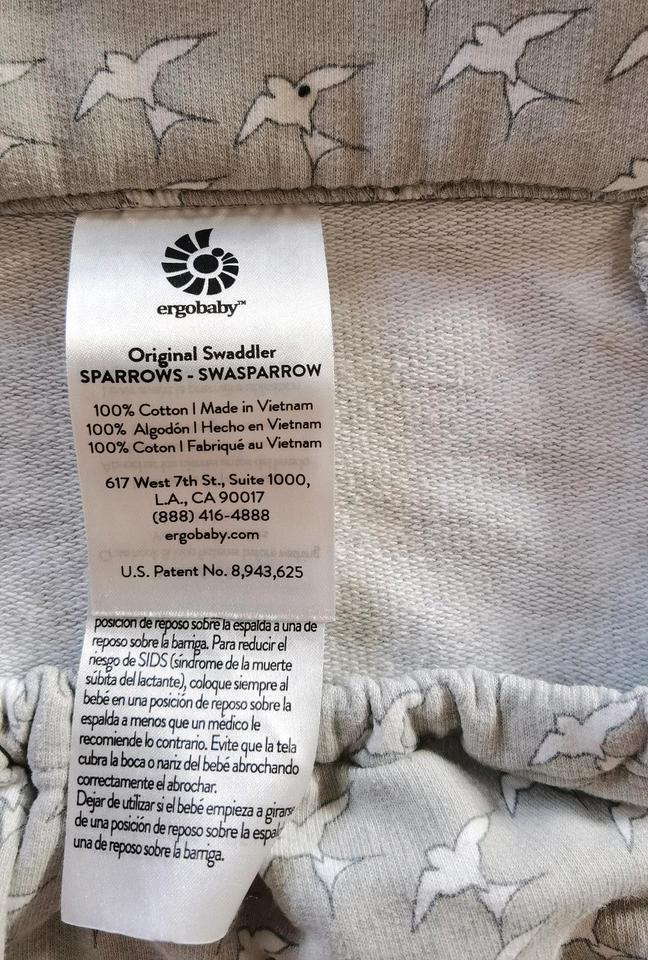 ergobaby™
Original Swaddler
SPARROWS - SWASPARROW
100% Cotton | Made in Vietnam
100% Algodón | Hecho en Vietnam
100% Coton | Fabriqué au Vietnam
617 West 7th St., Suite 1000,
L.A., CA 90017
(888) 416-4888
ergobaby.com
U.S. Patent No. 8,943,625
posición de reposo sobre la espalda a una de
reposo sobre la barriga. Para reducir el
riesgo de SIDS (síndrome de la muerte
súbita del lactante), coloque siempre al
bebé en una posición de reposo sobre la
espalda a menos que un médico le
recomiende lo contrario. Evite que la tela
cubra la boca o nariz del bebé abrochando
correctamente el abrochar.
Dejar de utilizar si el bebé empieza a girarse
de una posición de reposo sobre la espalda
una de reposo sobre la barriga.